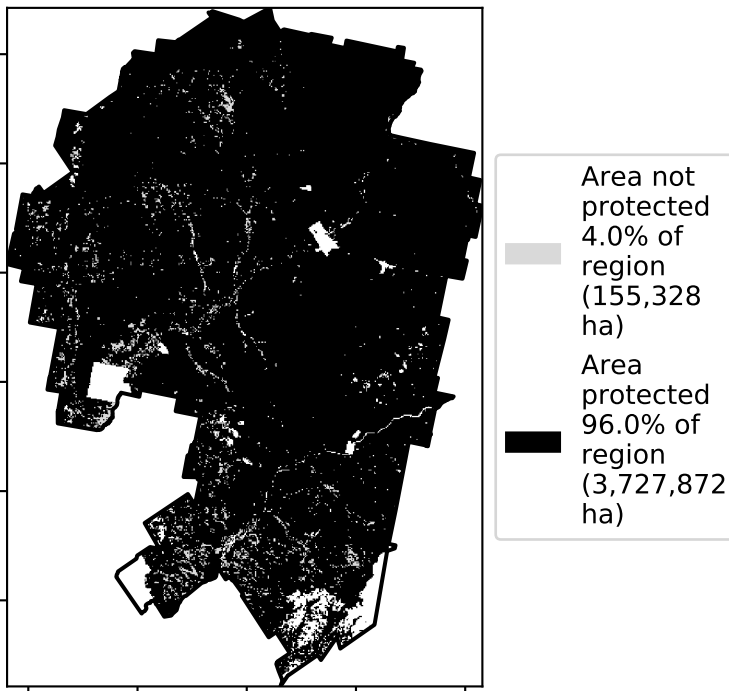 Area not
protected
4.0% of
region
(155,328
ha)
Area
protected
96.0% of
region
(3,727,872
ha)